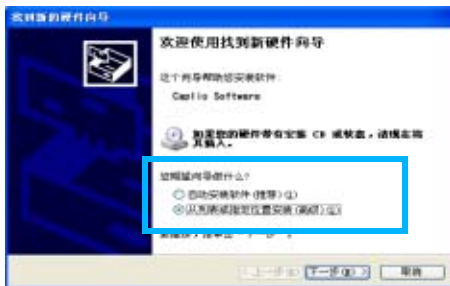 找到新的硬件向导
欢迎使用找到新硬件向导
这个向导帮助您安装软件:
Caplio Software
如果您的硬件带有安装 CD 或软盘，请现在将
其插入。
您期望向导做什么?
自动安装软件(推荐)(I)
从列表或指定位置安装(高级)(S)
要继续，请单击“下一步”。
<上一步(B)
下一步(N) >
取消